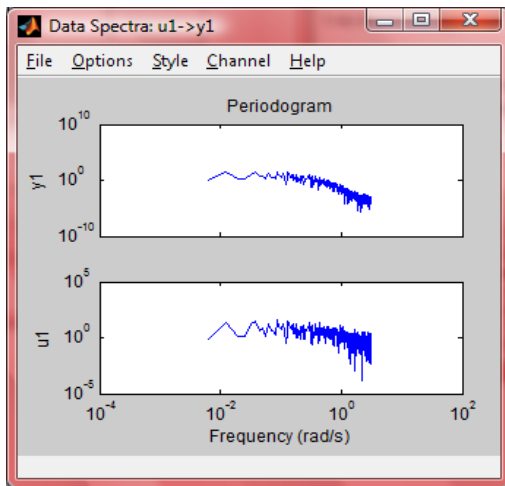 Data Spectra: u1->y1
File Options Style Channel Help
Periodogram
10^10
10^0
10^-10
y1
10^5
10^0
10^-5
u1
10^-4 10^-2 10^0 10^2
Frequency (rad/s)